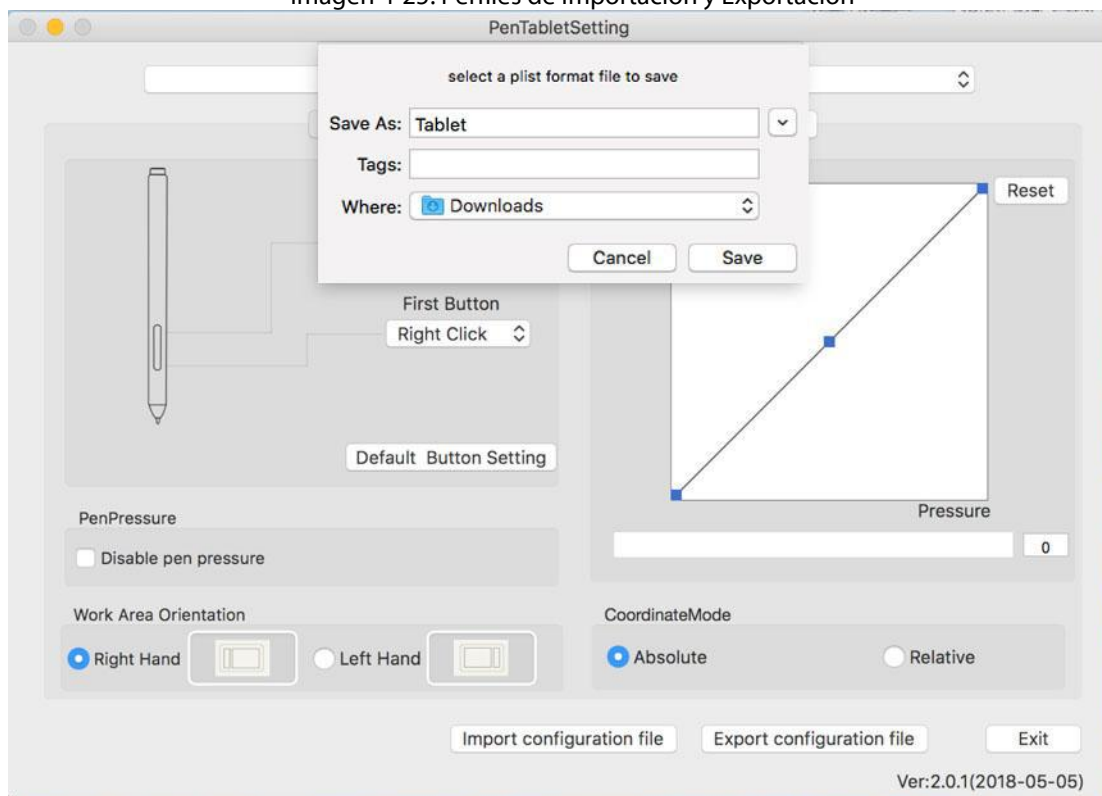 PenTabletSetting
select a plist format file to save
Save As: Tablet
Tags:
Where: Downloads
Cancel Save
Reset
First Button
Right Click
Default Button Setting
Pressure
0
PenPressure
Disable pen pressure
Work Area Orientation
Right Hand Left Hand
CoordinateMode
Absolute Relative
Import configuration file Export configuration file Exit
Ver:2.0.1(2018-05-05)